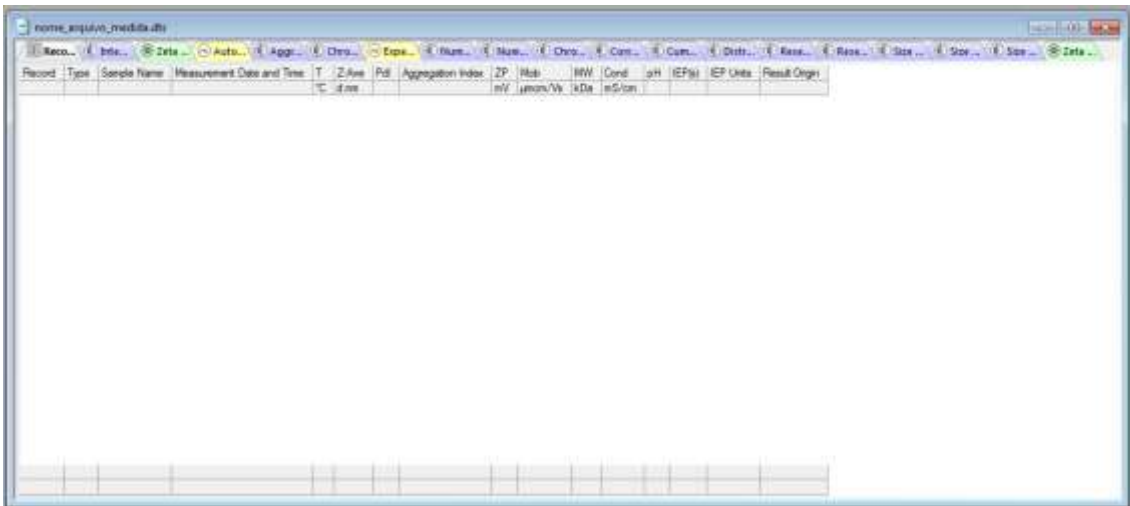 nome_arquivo_medida.dts
Reco... Inte... Zeta ... Auto... Aggr... Chro... Expe... Num... Num... Chro... Corr... Cum... Distr... Rese... Rese... Size ... Size ... Size ... Zeta ...
Record Type Sample Name Measurement Date and Time T Z-Ave PdI Aggregation Index ZP Mob MW Cond pH IEP(s) IEP Units Result Origin
°C d.nm mV µmcm/Vs kDa mS/cm